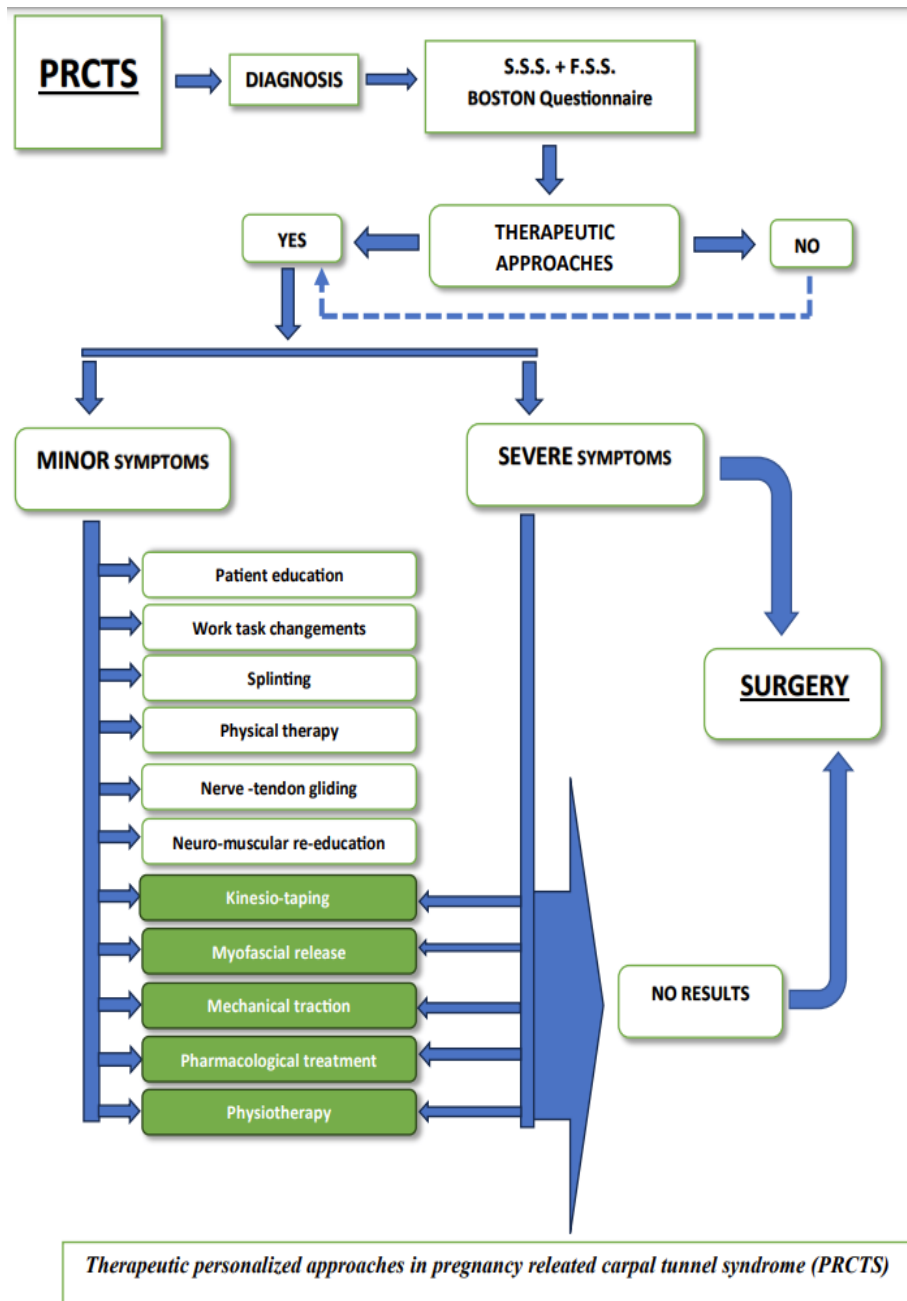 PRCTS
DIAGNOSIS
S.S.S. + F.S.S.
BOSTON Questionnaire
THERAPEUTIC
APPROACHES
YES
NO
MINOR SYMPTOMS
SEVERE SYMPTOMS
Patient education
Work task changements
Splinting
Physical therapy
Nerve -tendon gliding
Neuro-muscular re-education
Kinesio-taping
Myofascial release
Mechanical traction
Pharmacological treatment
Physiotherapy
SURGERY
NO RESULTS
Therapeutic personalized approaches in pregnancy releated carpal tunnel syndrome (PRCTS)